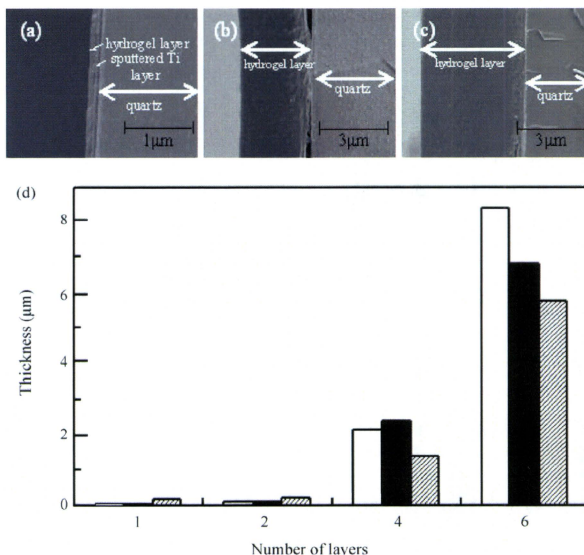 (a)
hydrogel layer
sputtered Ti
layer
quartz
1μm
(b)
hydrogel layer
quartz
3μm
(c)
hydrogel layer
quartz
3μm
(d)
Thickness (μm)
8
6
4
2
0
1
2
4
6
Number of layers